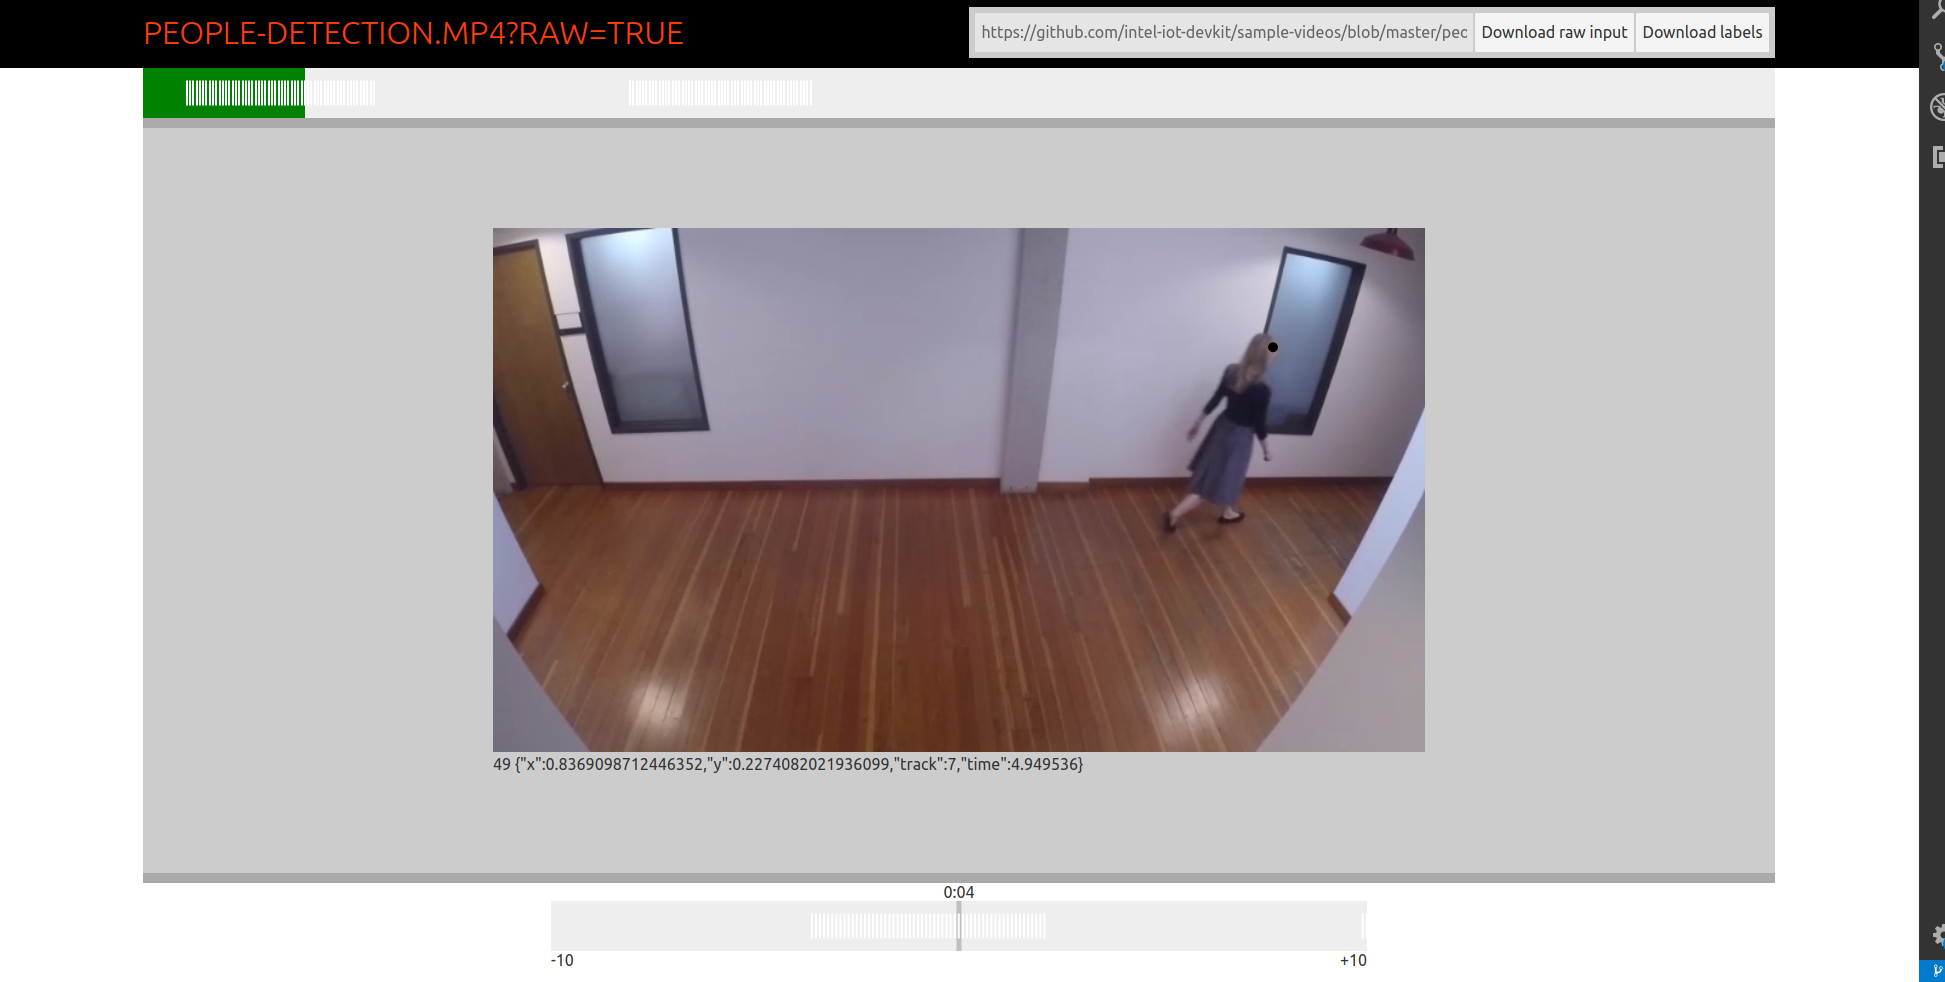 PEOPLE-DETECTION.MP4?RAW=TRUE
https://github.com/intel-iot-devkit/sample-videos/blob/master/pec
Download raw input
Download labels
49 {"x":0.8369098712446352,"y":0.2274082021936099,"track":7,"time":4.949536}
0:04
-10
+10